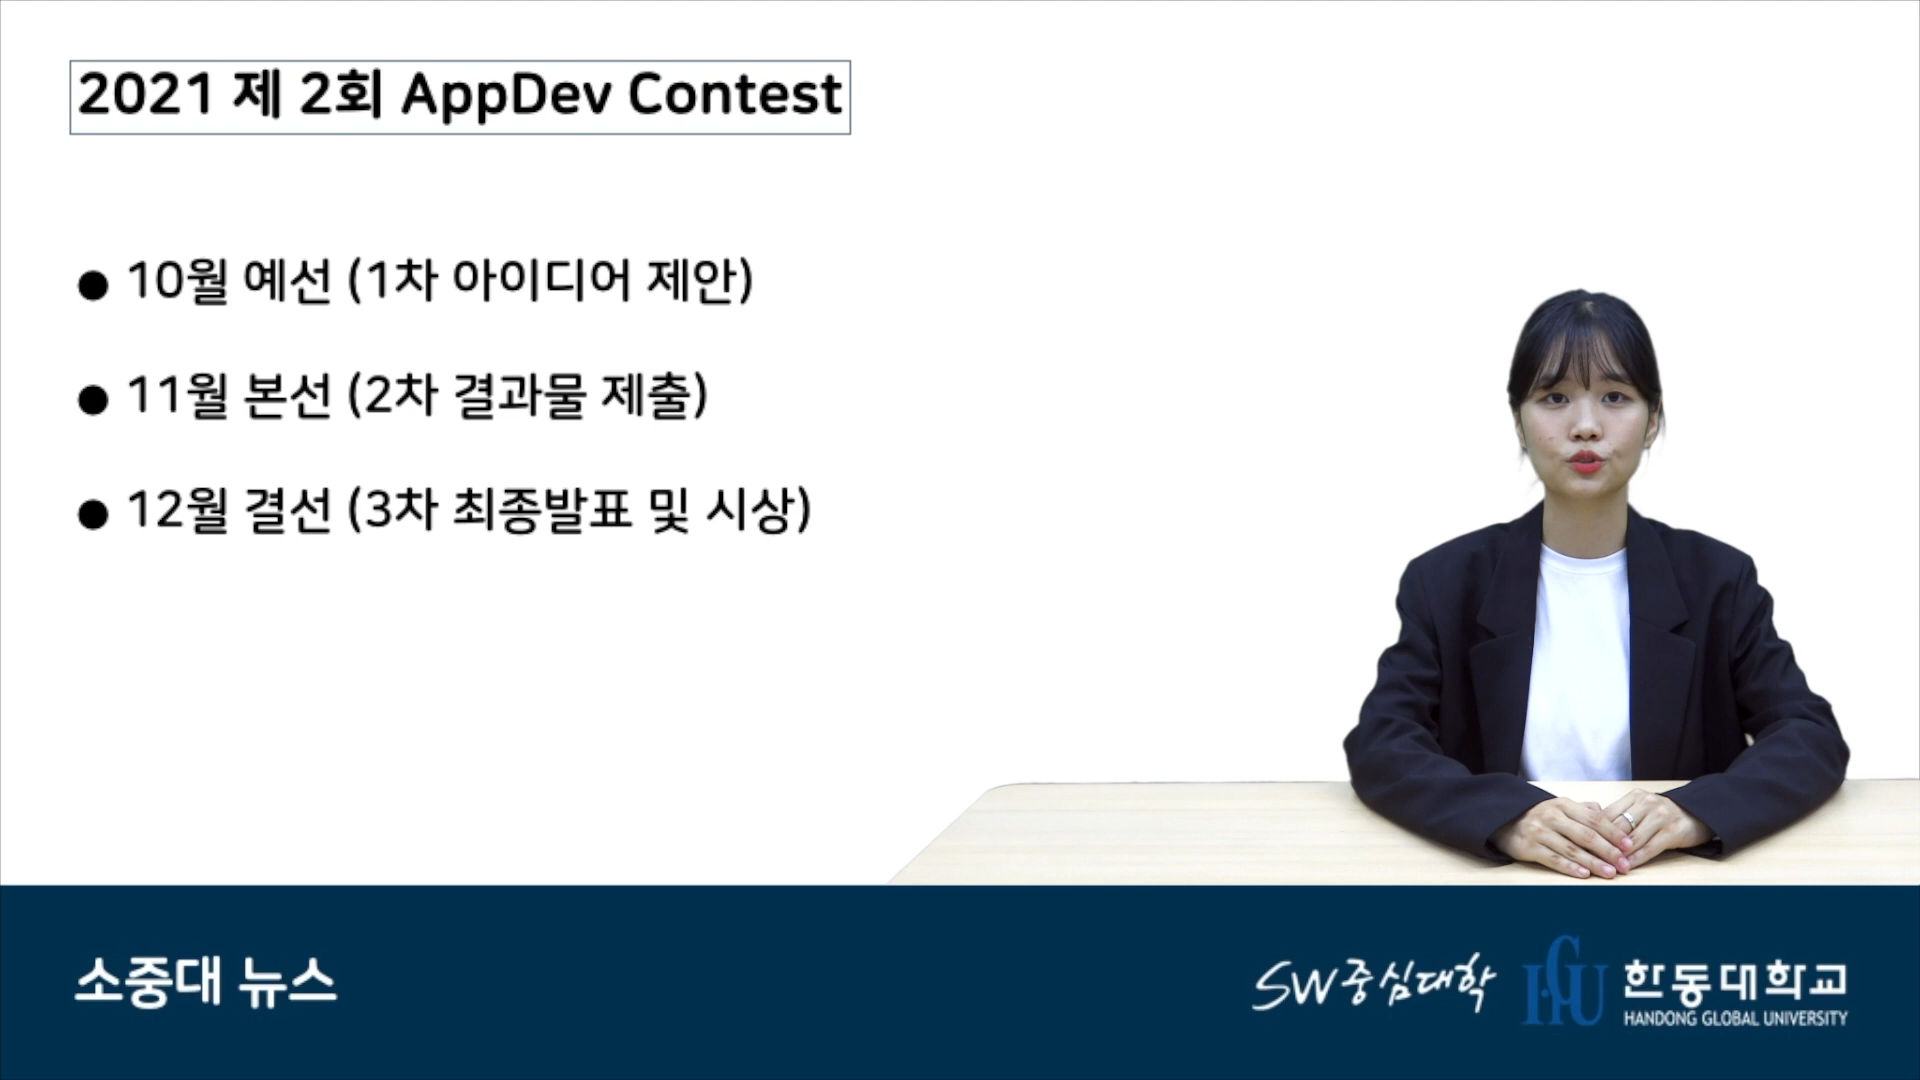 2021 제 2회 AppDev Contest
● 10월 예선 (1차 아이디어 제안)
● 11월 본선 (2차 결과물 제출)
● 12월 결선 (3차 최종발표 및 시상)
소중대 뉴스
SW중심대학
HGU
한동대학교
HANDONG GLOBAL UNIVERSITY